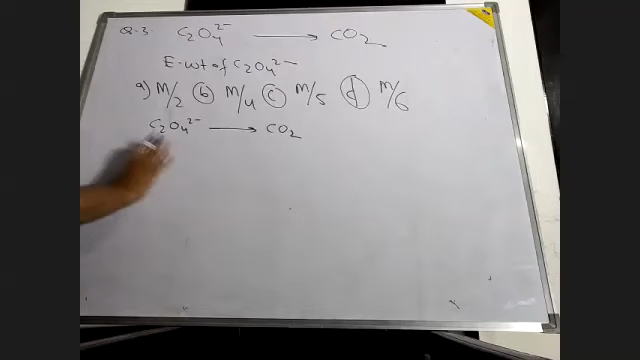 Q-3. C₂O₄²⁻ ⟶ CO₂
E-wt of C₂O₄²⁻
a) M/2 (b) M/4 (c) M/5 (d) M/6
C₂O₄²⁻ ⟶ CO₂